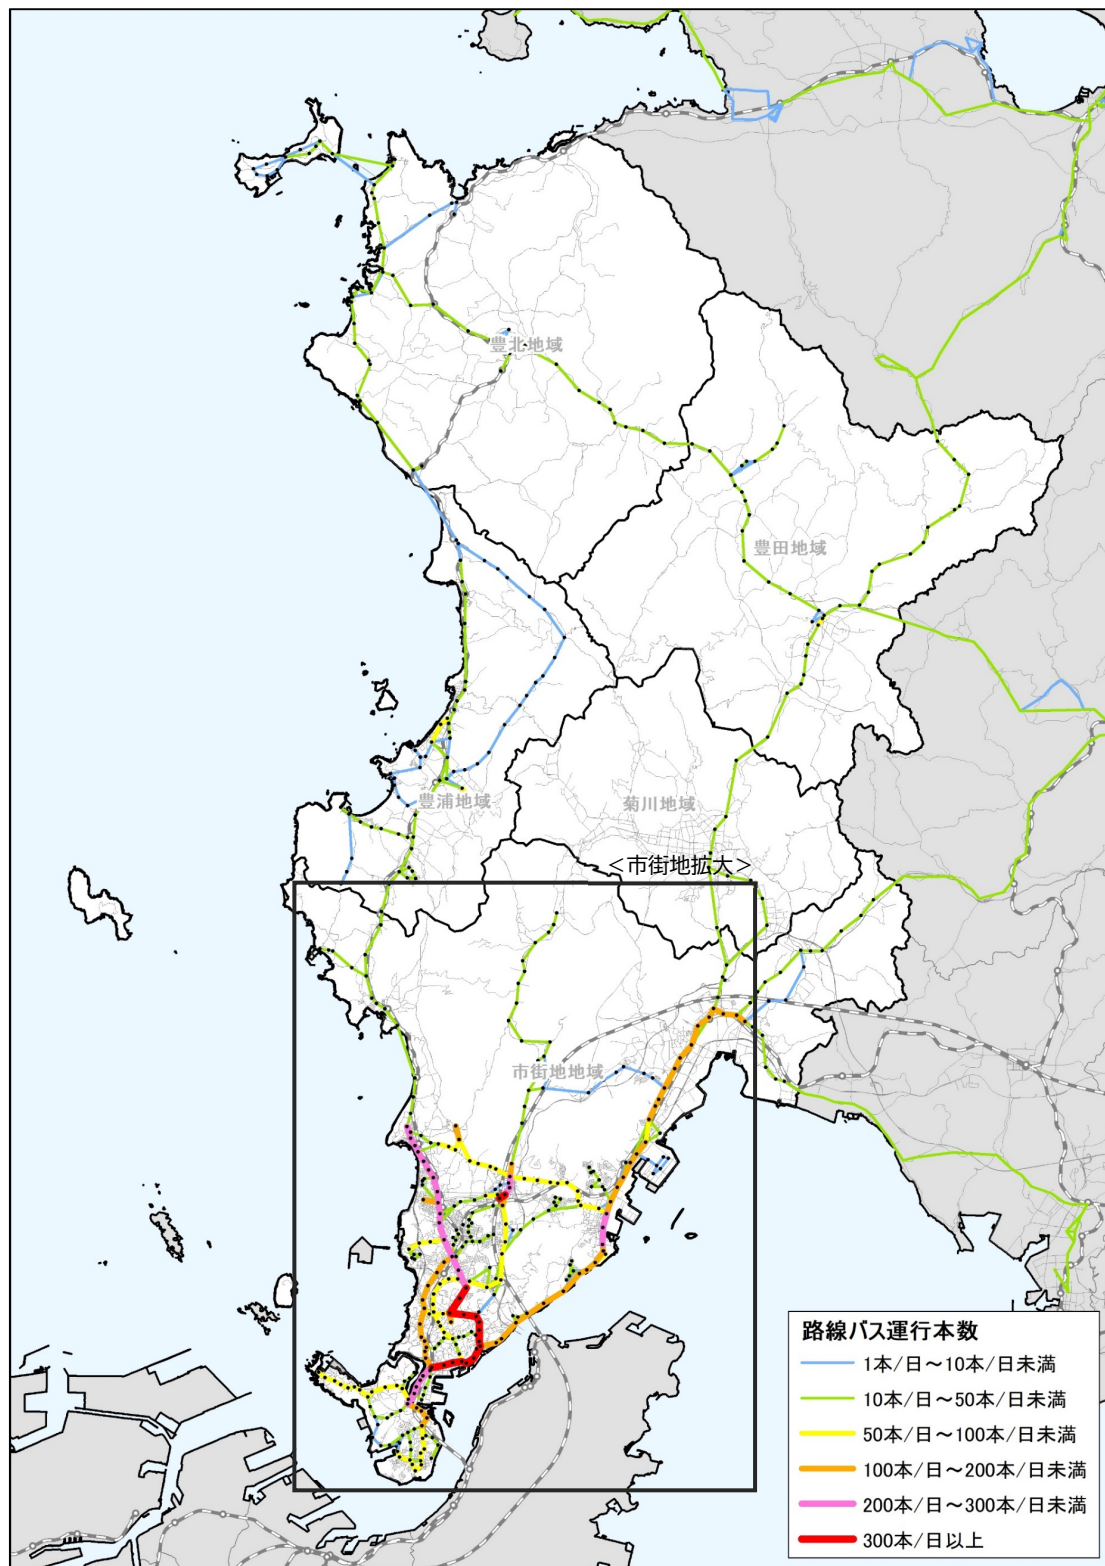 豊北地域
豊田地域
豊浦地域
菊川地域
＜市街地拡大＞
市街地地域
路線バス運行本数
1本/日～10本/日未満
10本/日～50本/日未満
50本/日～100本/日未満
100本/日～200本/日未満
200本/日～300本/日未満
300本/日以上